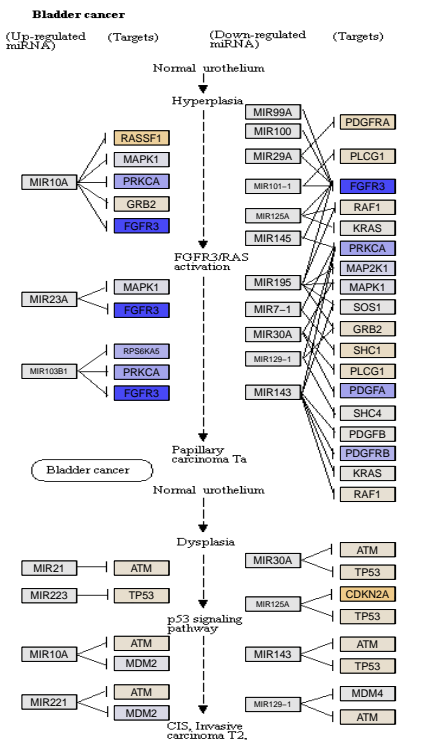 Bladder cancer
(Up-regulated
miRNA)
(Targets)
(Down-regulated
miRNA)
(Targets)
Normal urothelium
Hyperplasia
RASSF1
MAPK1
MIR10A
PRKCA
GRB2
FGFR3
MIR99A
MIR100
MIR29A
MIR101-1
MIR125A
MIR145
PDGFRA
PLCG1
FGFR3
RAF1
KRAS
PRKCA
FGFR3/RAS
activation
MAPK1
MIR23A
FGFR3
MIR195
MIR7-1
MIR30A
MIR129-1
MIR143
MAP2K1
MAPK1
SOS1
GRB2
SHC1
PLCG1
PDGFA
SHC4
PDGFB
PDGFRB
KRAS
RAF1
RPS6KA5
MIR103B1
PRKCA
FGFR3
Papillary
carcinoma Ta
Bladder cancer
Normal urothelium
Dysplasia
MIR21
ATM
MIR223
TP53
MIR30A
ATM
TP53
MIR125A
CDKN2A
TP53
p53 signaling
pathway
MIR10A
ATM
MDM2
MIR143
ATM
TP53
MIR221
ATM
MDM2
MIR129-1
MDM4
ATM
CIS, Invasive
carcinoma T2,